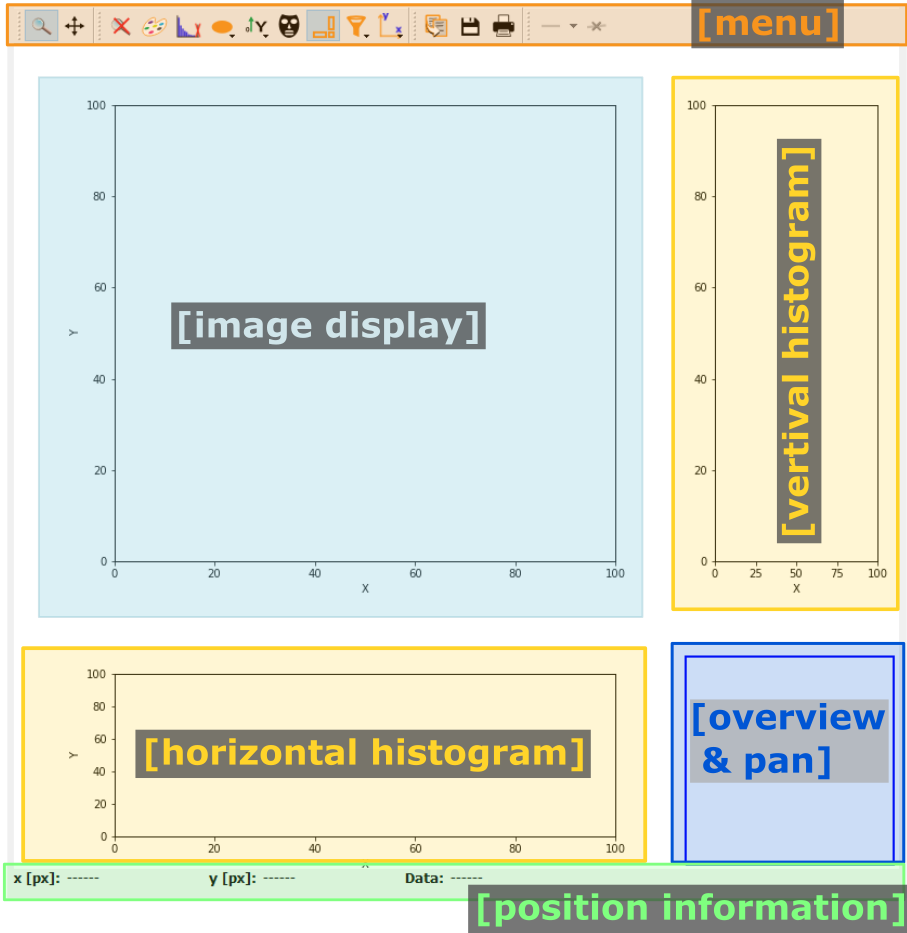 [menu]
100
80
60
40
20
0
Y
0 20 40 60 80 100
X
[image display]
100
80
60
40
20
0
0 25 50 75 100
X
[vertival histogram]
100
80
60
40
20
0
Y
0 20 40 60 80 100
[horizontal histogram]
[overview
& pan]
x [px]: ------ y [px]: ------ Data: ------
[position information]